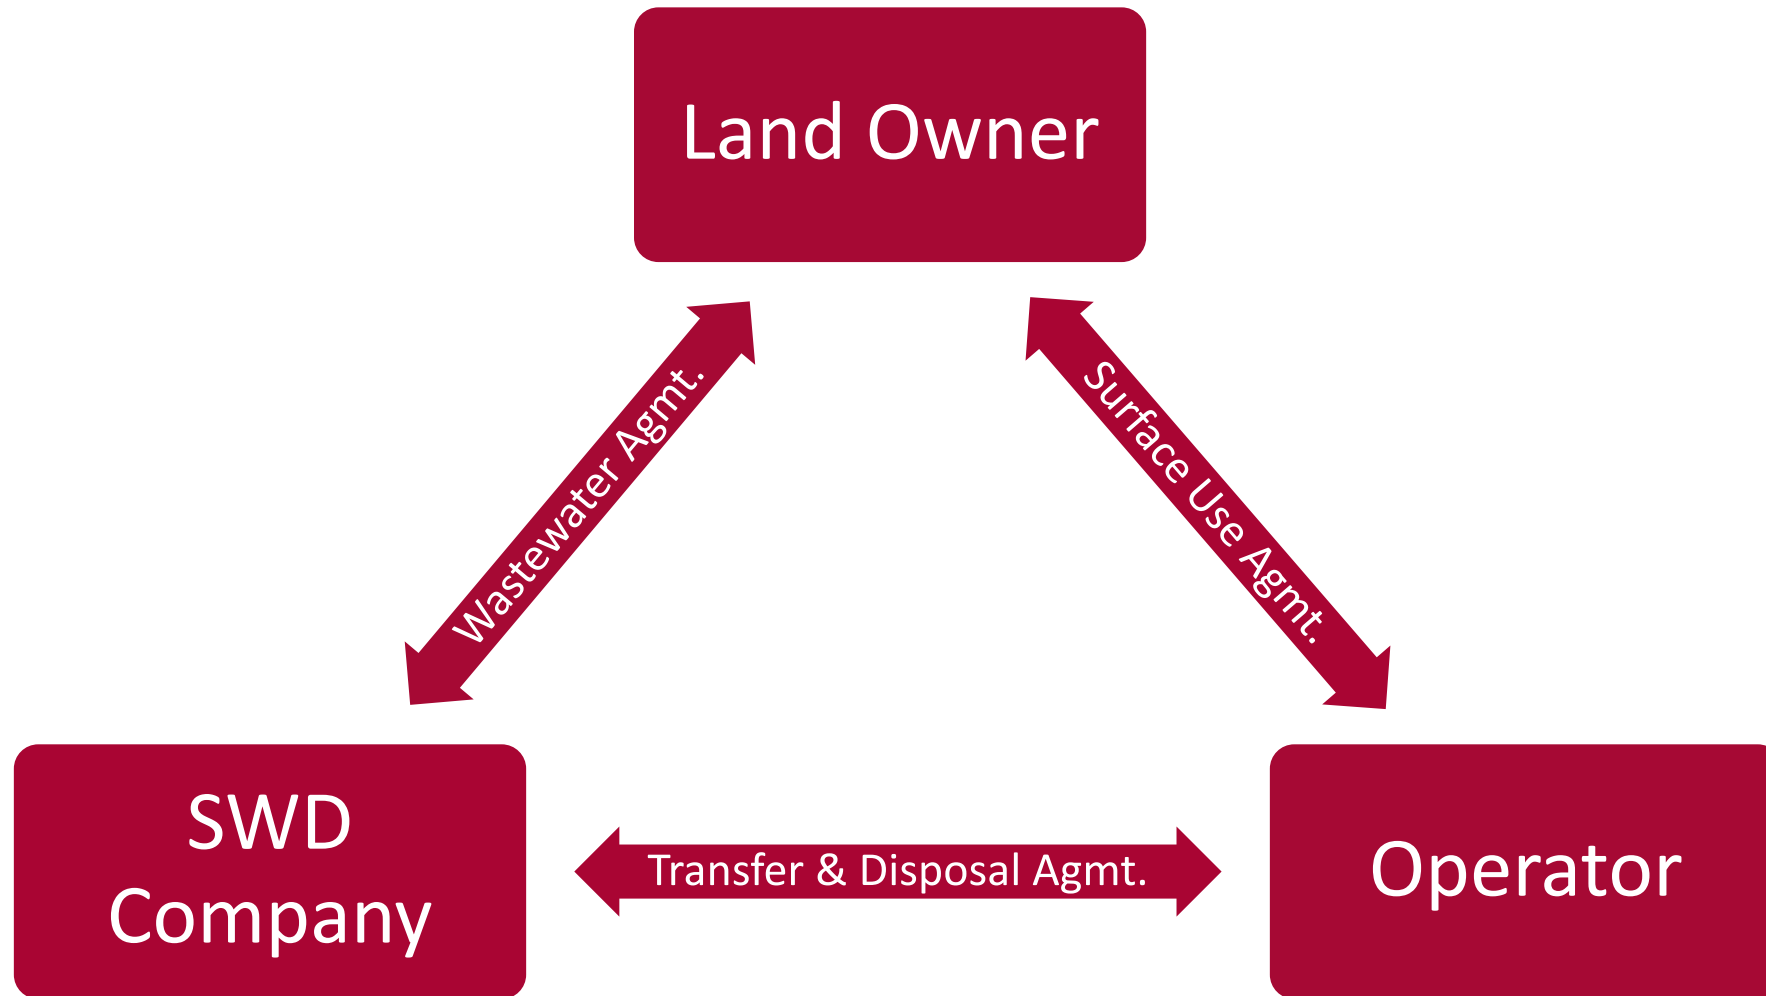 Land Owner
Wastewater Agmt.
Surface Use Agmt.
SWD
Company
Transfer & Disposal Agmt.
Operator